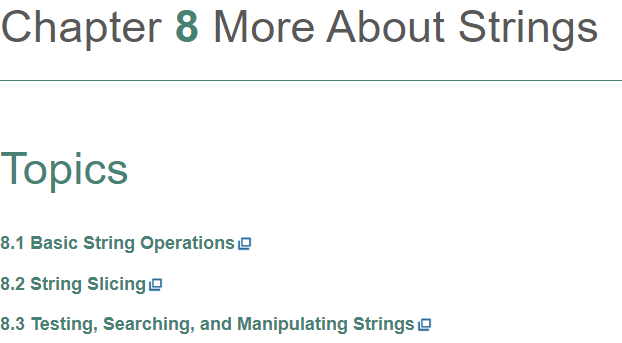 Chapter 8 More About Strings
Topics
8.1 Basic String Operations
8.2 String Slicing
8.3 Testing, Searching, and Manipulating Strings